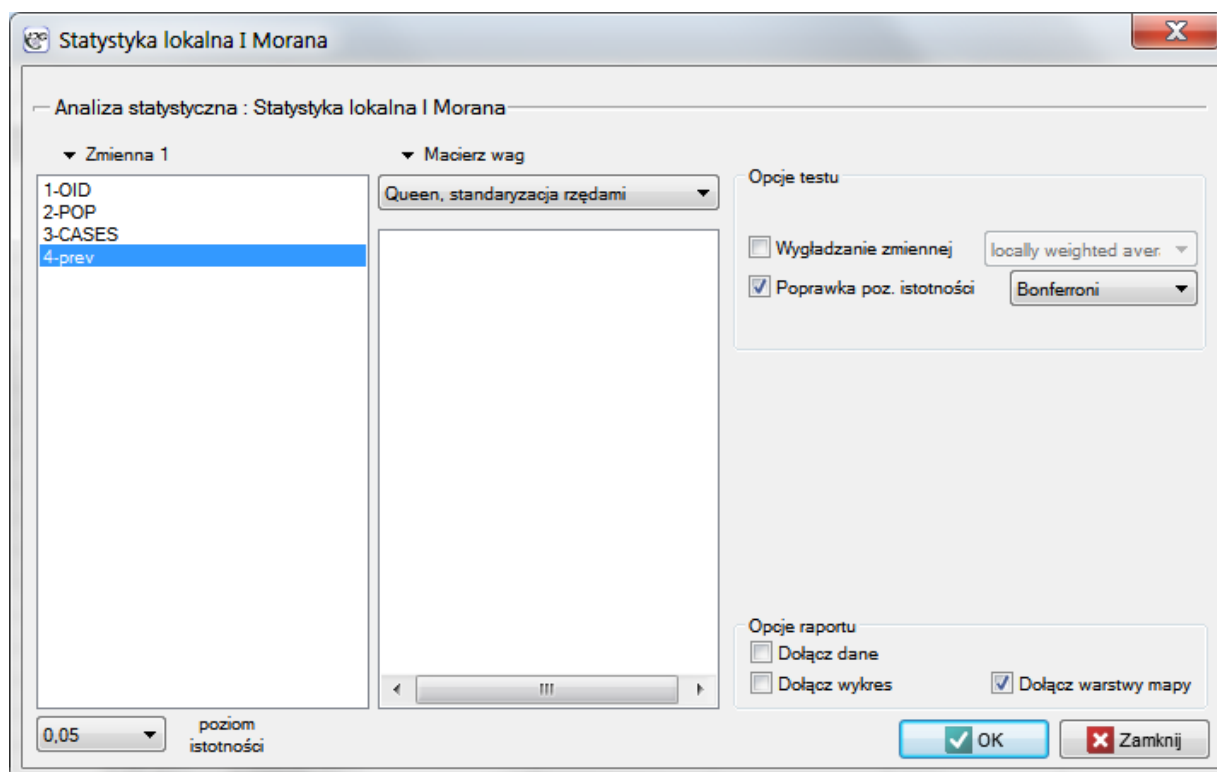 Statystyka lokalna I Morana
X
Analiza statystyczna : Statystyka lokalna I Morana
Zmienna 1
1-OID
2-POP
3-CASES
4-prev
Macierz wag
Queen, standaryzacja rzędami
Opcje testu
Wygładzanie zmiennej
locally weighted aver
Poprawka poz. istotności
Bonferroni
Opcje raportu
Dołącz dane
Dołącz wykres
Dołącz warstwy mapy
0,05
poziom
istotności
OK
Zamknij